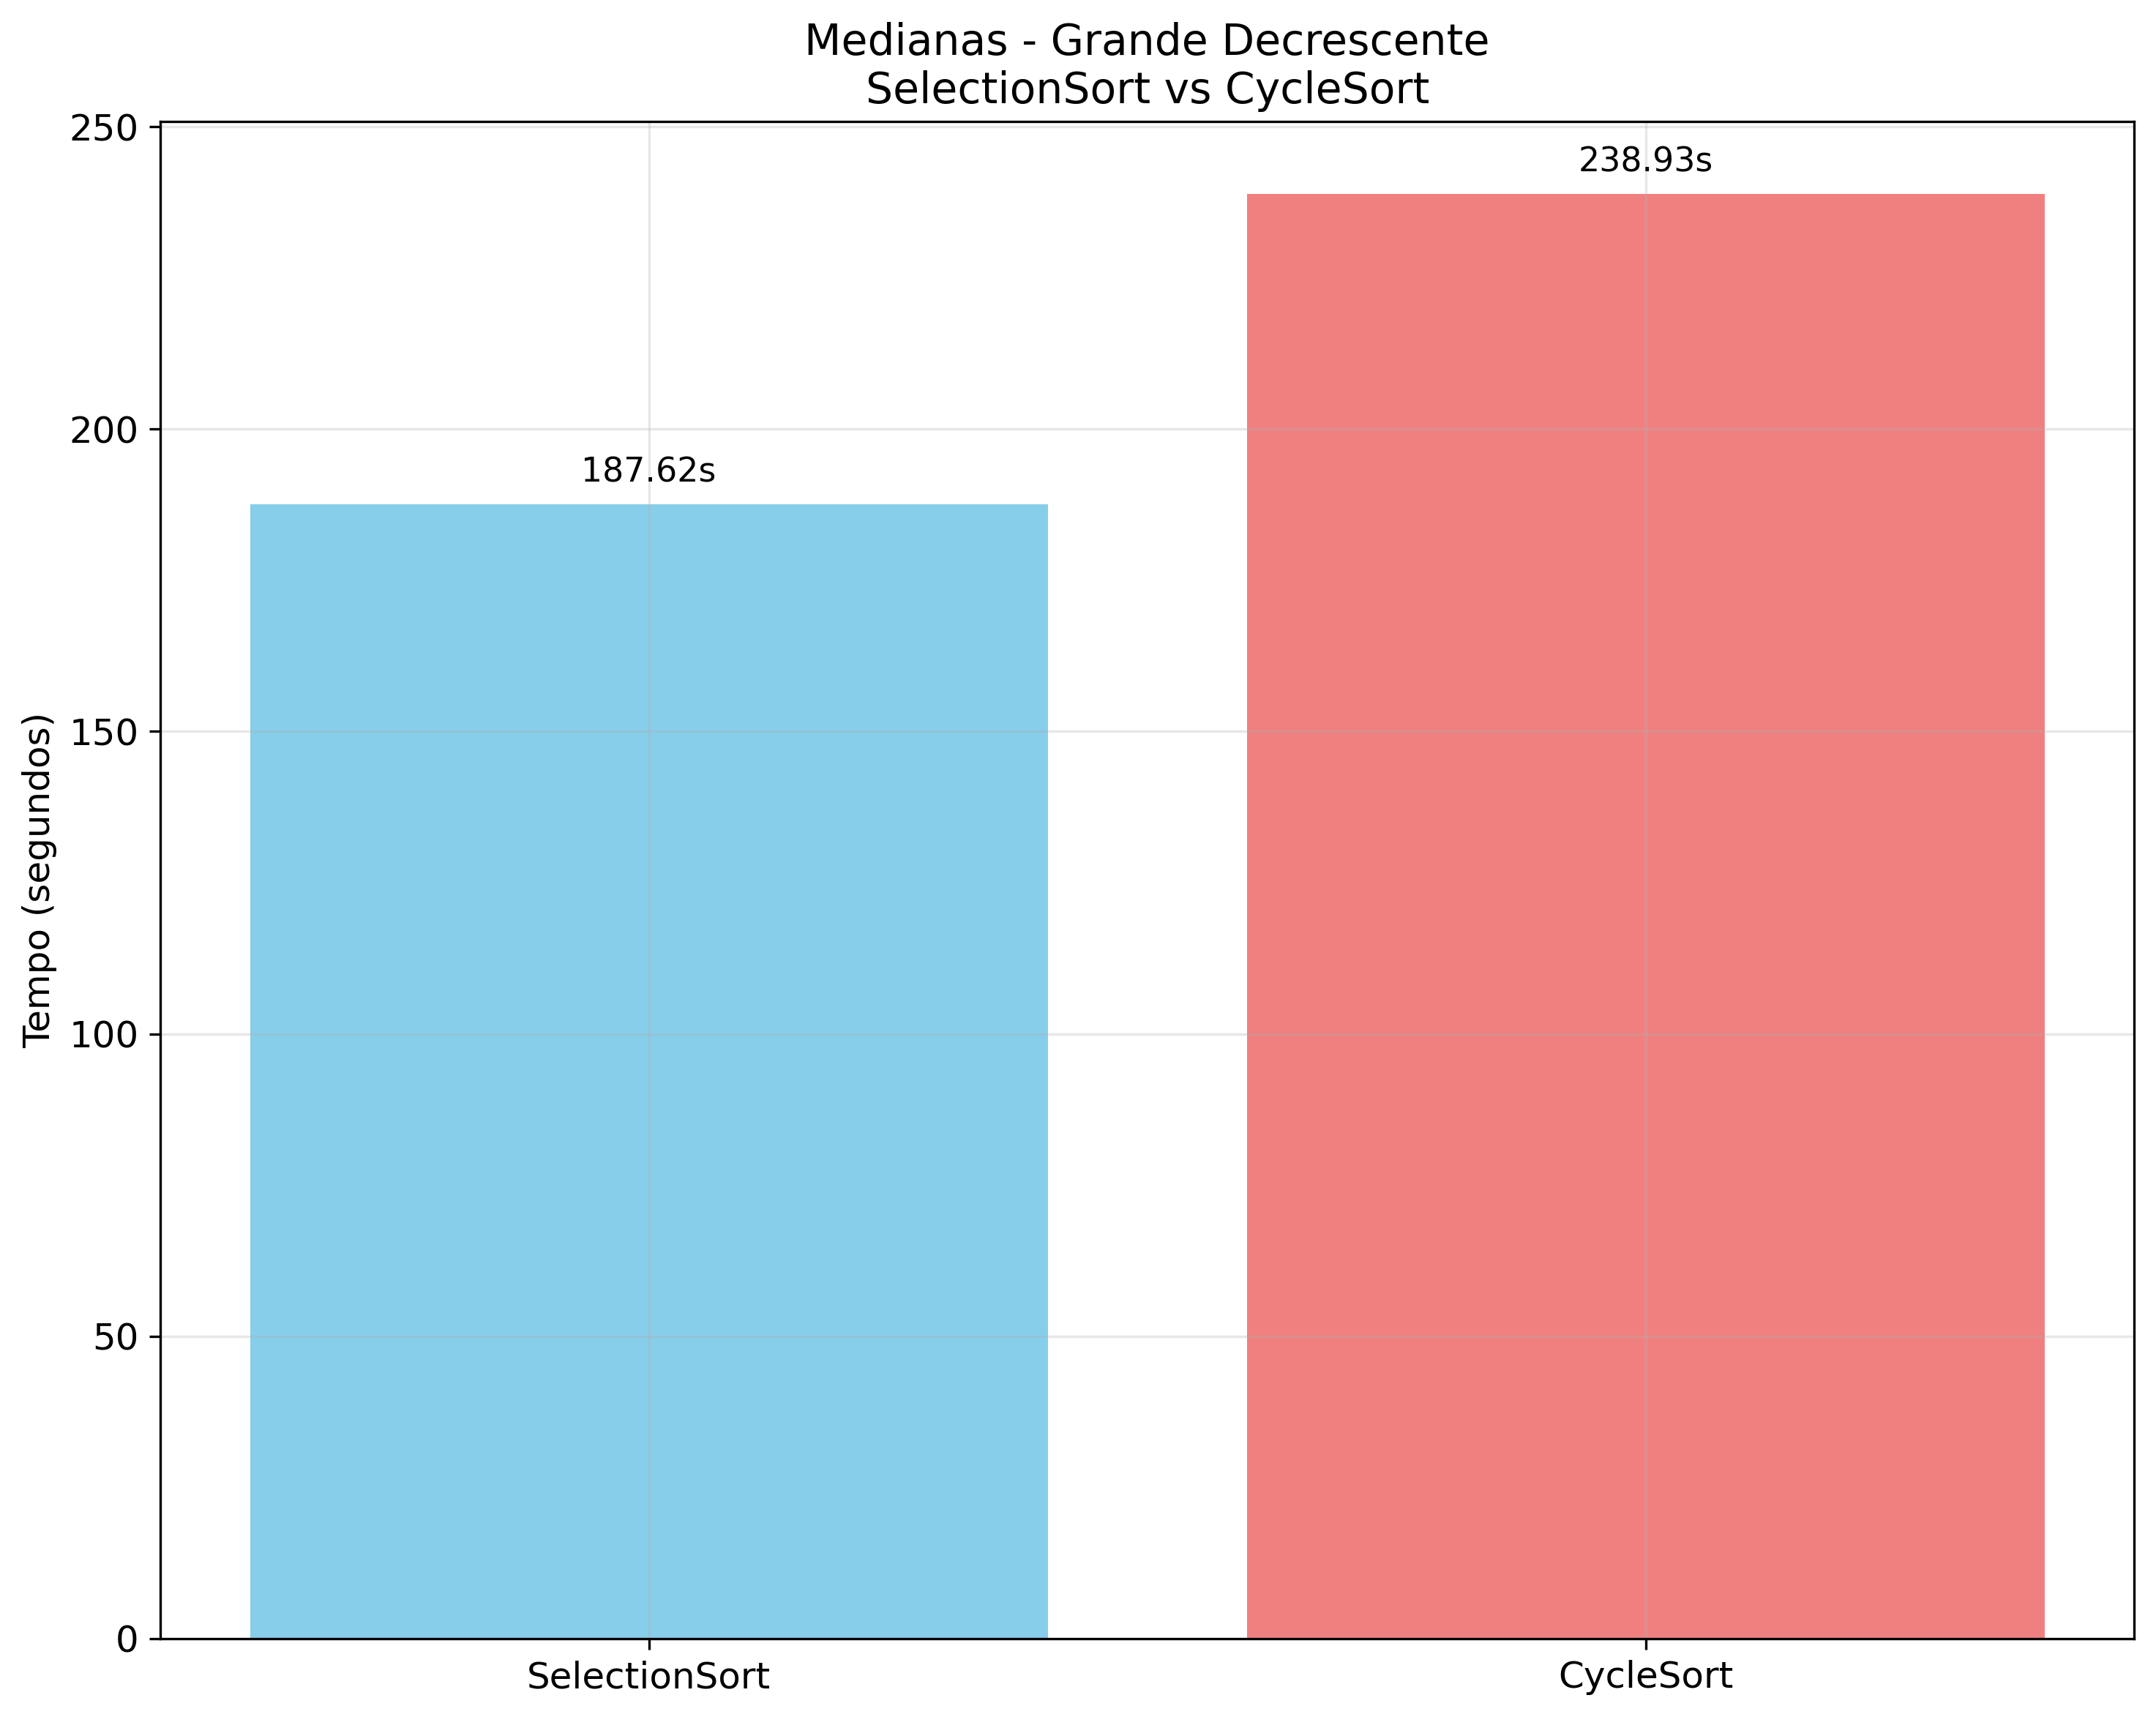 Medianas - Grande Decrescente
SelectionSort vs CycleSort
250
200
150
100
50
0
Tempo (segundos)
187.62s
238.93s
SelectionSort
CycleSort